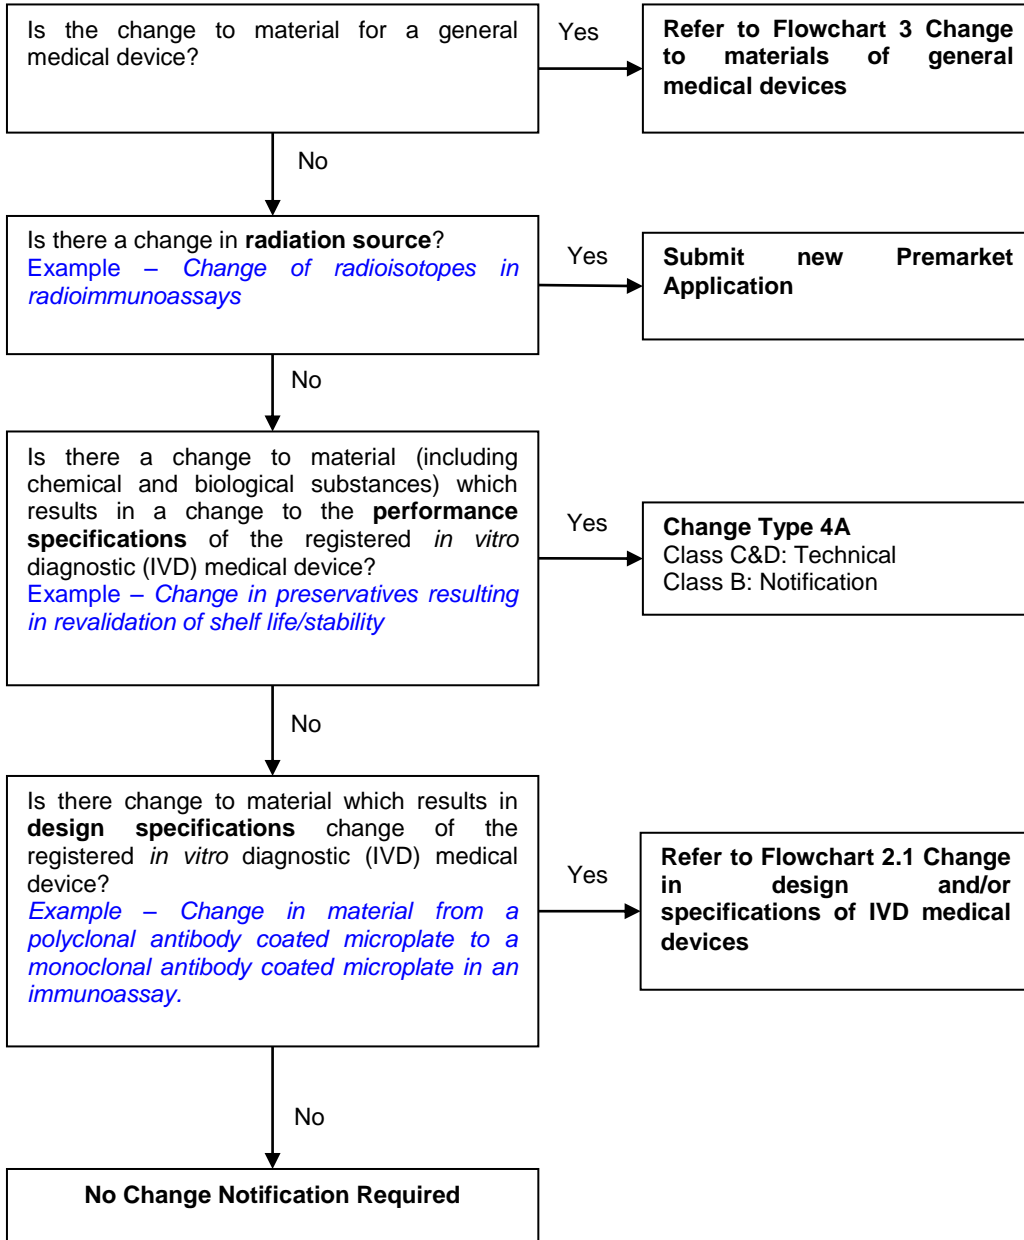 Is the change to material for a general
medical device?
Yes
Refer to Flowchart 3 Change
to materials of general
medical devices
No
Is there a change in radiation source?
Example – Change of radioisotopes in
radioimmunoassays
Yes
Submit new Premarket
Application
No
Is there a change to material (including
chemical and biological substances) which
results in a change to the performance
specifications of the registered in vitro
diagnostic (IVD) medical device?
Example – Change in preservatives resulting
in revalidation of shelf life/stability
Yes
Change Type 4A
Class C&D: Technical
Class B: Notification
No
Is there change to material which results in
design specifications change of the
registered in vitro diagnostic (IVD) medical
device?
Example – Change in material from a
polyclonal antibody coated microplate to a
monoclonal antibody coated microplate in an
immunoassay.
Yes
Refer to Flowchart 2.1 Change
in design and/or
specifications of IVD medical
devices
No
No Change Notification Required